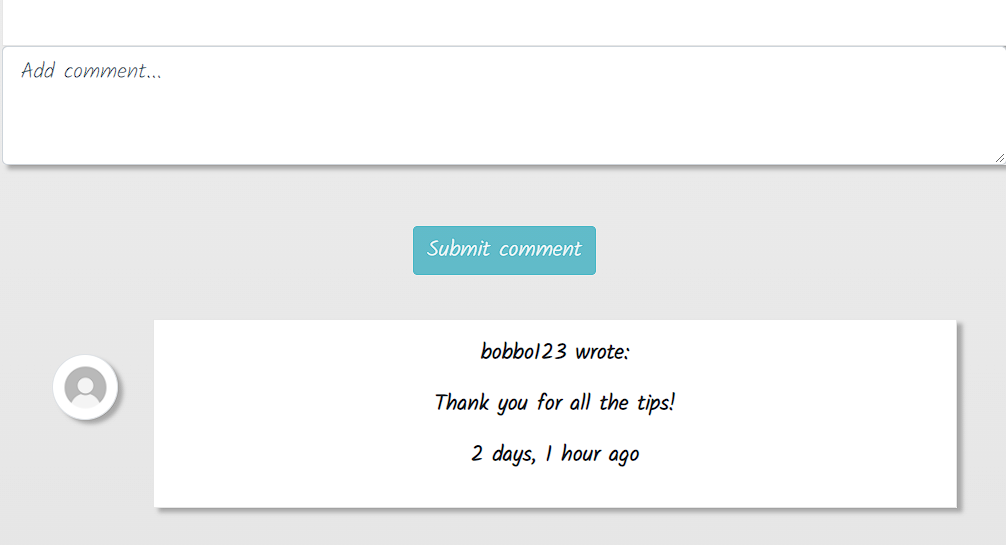 Add comment...
Submit comment
bobbo123 wrote:
Thank you for all the tips!
2 days, 1 hour ago